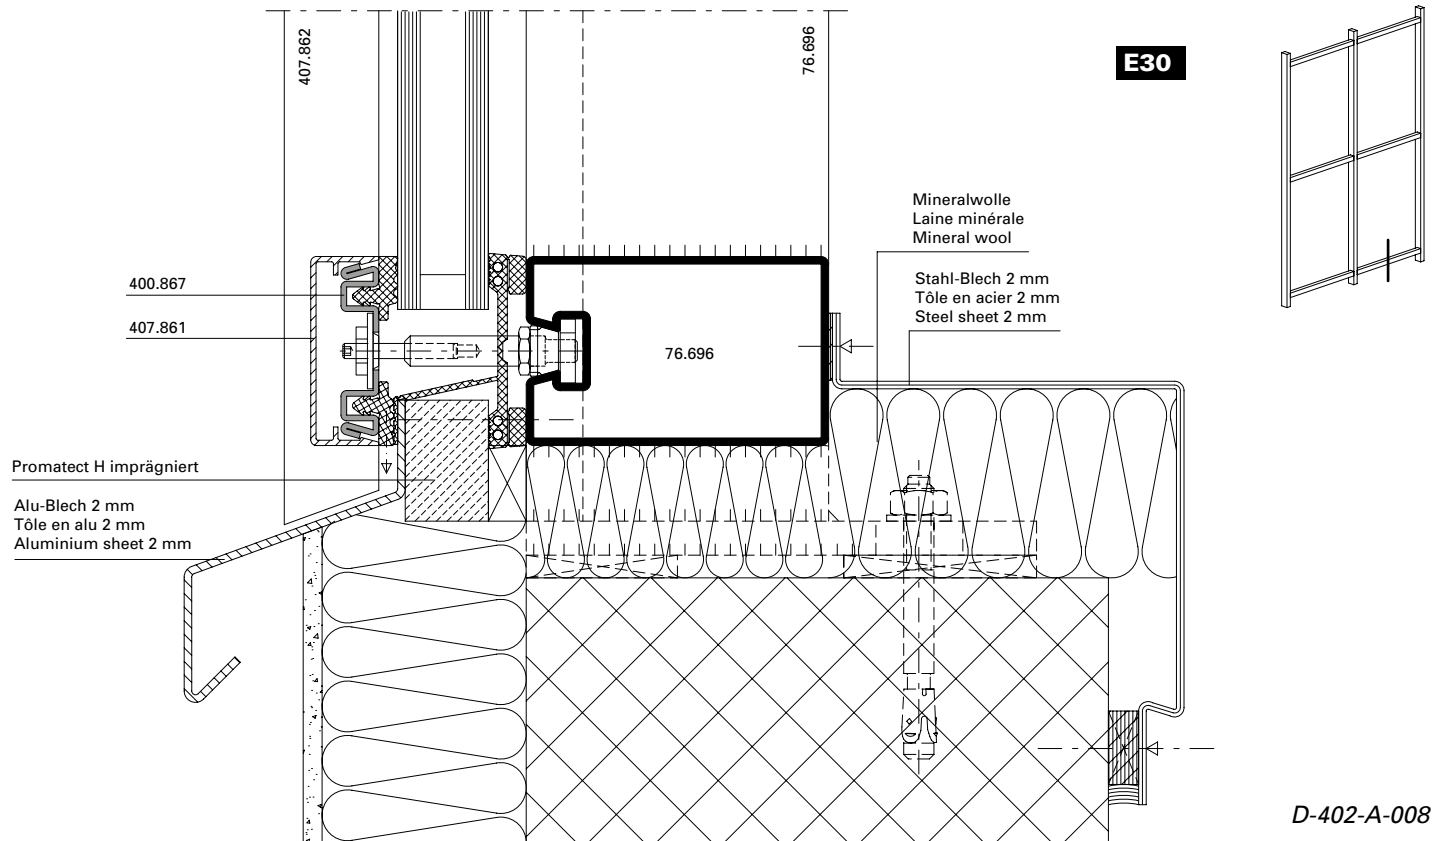 407.862
76.696
E30
Mineralwolle
Laine minérale
Mineral wool
Stahl-Blech 2 mm
Tôle en acier 2 mm
Steel sheet 2 mm
400.867
407.861
76.696
Promatect H imprägniert
Alu-Blech 2 mm
Tôle en alu 2 mm
Aluminium sheet 2 mm
D-402-A-008